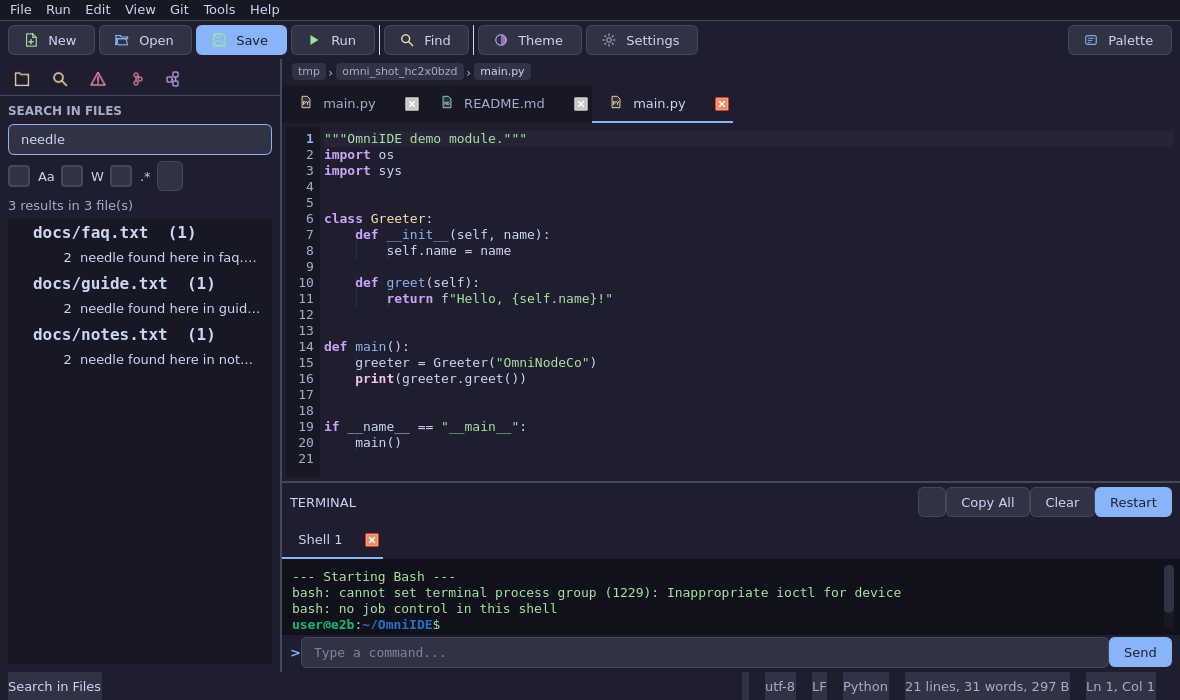 File Run Edit View Git Tools Help
New Open Save Run Find Theme Settings Palette
tmp › omni_shot_hc2x0bzd › main.py
SEARCH IN FILES
needle
Aa W .*
3 results in 3 file(s)
docs/faq.txt (1)
2 needle found here in faq....
docs/guide.txt (1)
2 needle found here in guid...
docs/notes.txt (1)
2 needle found here in not...
main.py README.md main.py
1 """OmniIDE demo module."""
2 import os
3 import sys
4
5
6 class Greeter:
7     def __init__(self, name):
8         self.name = name
9
10     def greet(self):
11         return f"Hello, {self.name}!"
12
13
14 def main():
15     greeter = Greeter("OmniNodeCo")
16     print(greeter.greet())
17
18
19 if __name__ == "__main__":
20     main()
21
TERMINAL Copy All Clear Restart
Shell 1
--- Starting Bash ---
bash: cannot set terminal process group (1229): Inappropriate ioctl for device
bash: no job control in this shell
user@e2b:~/OmniIDE$
> Type a command... Send
Search in Files utf-8 LF Python 21 lines, 31 words, 297 B Ln 1, Col 1